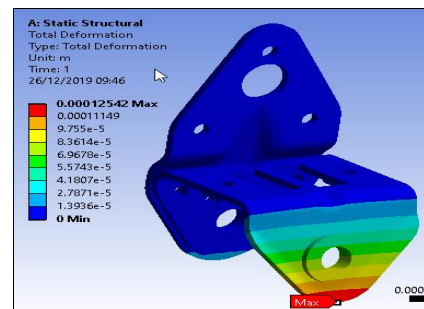 A: Static Structural
Total Deformation
Type: Total Deformation
Unit: m
Time: 1
26/12/2019 09:46
0.00012542 Max
0.00011149
9.755e-5
8.3614e-5
6.9678e-5
5.5743e-5
4.1807e-5
2.7871e-5
1.3936e-5
0 Min
Max
0.000